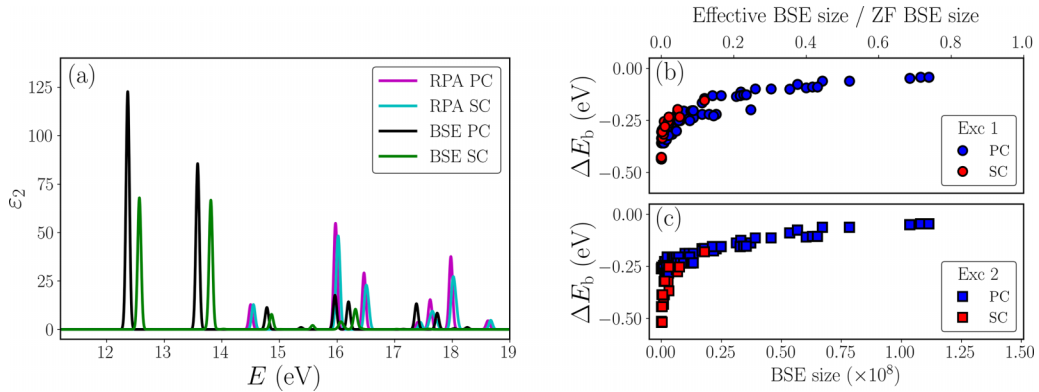 (a)
RPA PC
RPA SC
BSE PC
BSE SC
ε₂
125
100
75
50
25
0
12
13
14
15
16
17
18
19
E (eV)
Effective BSE size / ZF BSE size
0.0
0.2
0.4
0.6
0.8
1.0
(b)
ΔE_b (eV)
0.00
−0.25
−0.50
Exc 1
PC
SC
(c)
ΔE_b (eV)
0.00
−0.25
−0.50
Exc 2
PC
SC
0.00
0.25
0.50
0.75
1.00
1.25
1.50
BSE size (×10⁸)